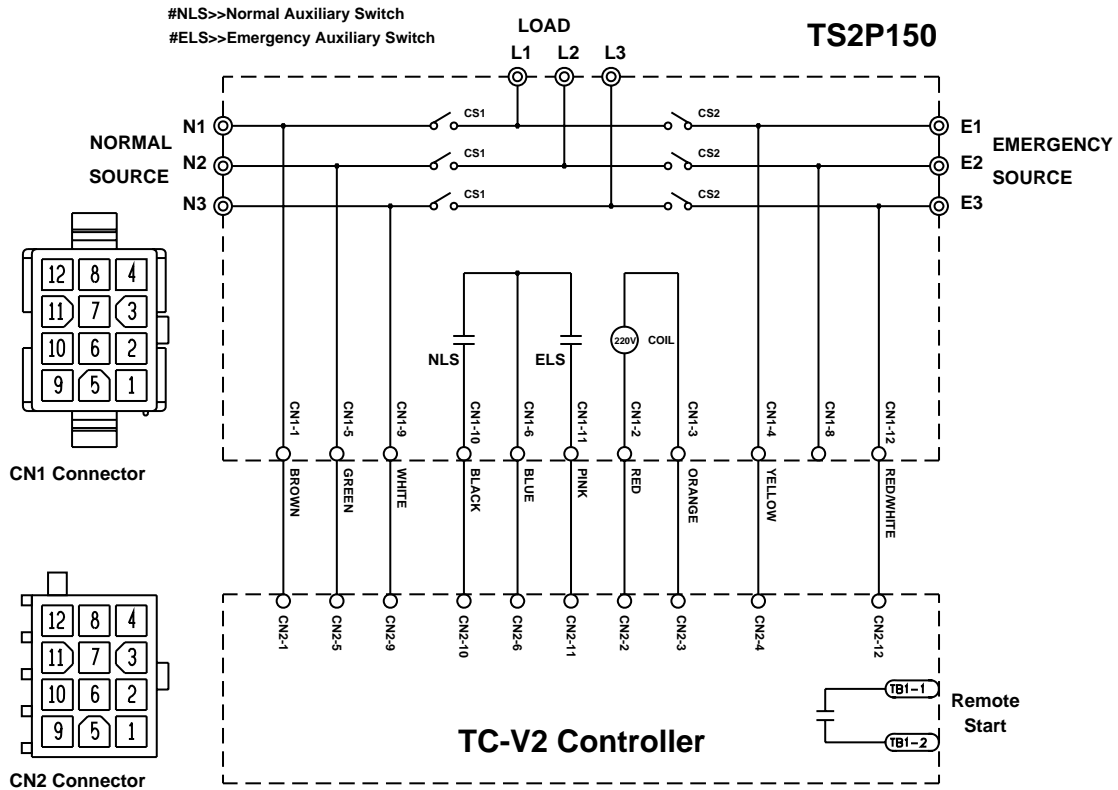 #NLS>>Normal Auxiliary Switch
#ELS>>Emergency Auxiliary Switch
LOAD
TS2P150
L1 L2 L3
N1 CS1 CS2 E1
NORMAL
SOURCE
N2 CS1 CS2 E2
EMERGENCY
SOURCE
N3 CS1 CS2 E3
12 8 4
11 7 3
10 6 2
9 5 1
CN1 Connector
NLS
ELS
220V
COIL
CN1-1
CN1-5
CN1-9
CN1-10
CN1-6
CN1-11
CN1-2
CN1-3
CN1-4
CN1-8
CN1-12
BROWN
GREEN
WHITE
BLACK
BLUE
PINK
RED
ORANGE
YELLOW
RED/WHITE
12 8 4
11 7 3
10 6 2
9 5 1
CN2 Connector
CN2-1
CN2-5
CN2-9
CN2-10
CN2-6
CN2-11
CN2-2
CN2-3
CN2-4
CN2-12
TB1-1
TB1-2
Remote
Start
TC-V2 Controller